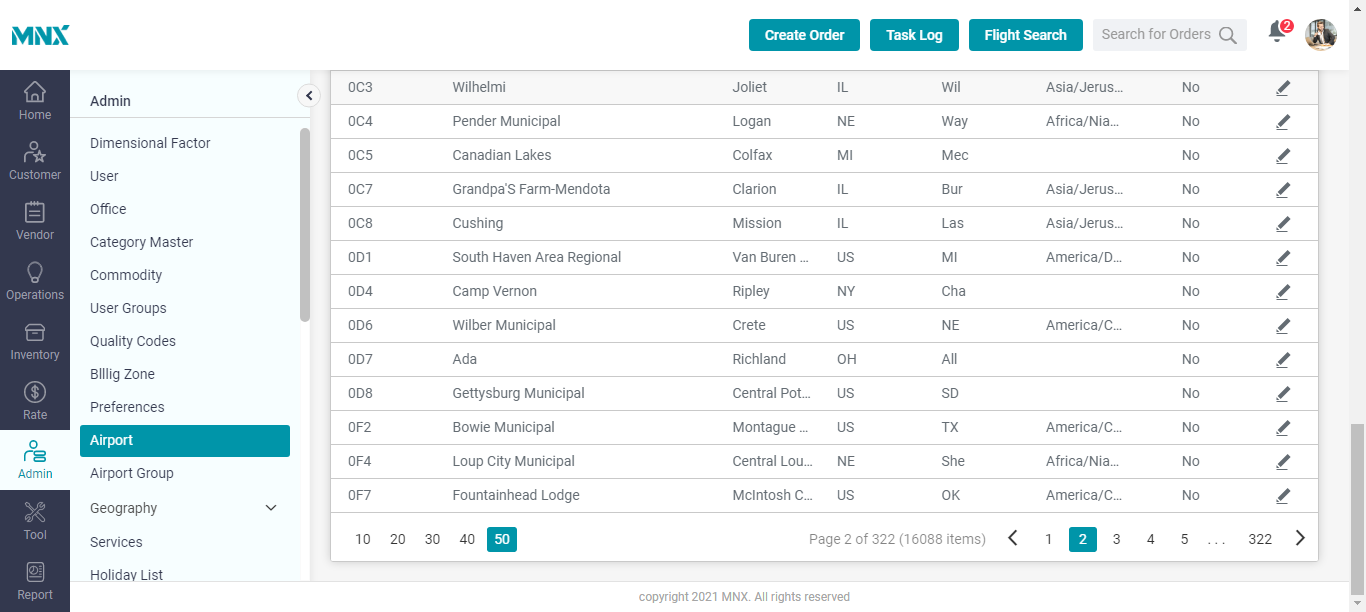 MNX
Create Order
Task Log
Flight Search
Search for Orders
2
Home
Customer
Vendor
Operations
Inventory
Rate
Admin
Tool
Report
Admin
Dimensional Factor
User
Office
Category Master
Commodity
User Groups
Quality Codes
Blllig Zone
Preferences
Airport
Airport Group
Geography
Services
Holiday List
0C3 Wilhelmi Joliet IL Wil Asia/Jerus... No
0C4 Pender Municipal Logan NE Way Africa/Nia... No
0C5 Canadian Lakes Colfax MI Mec No
0C7 Grandpa'S Farm-Mendota Clarion IL Bur Asia/Jerus... No
0C8 Cushing Mission IL Las Asia/Jerus... No
0D1 South Haven Area Regional Van Buren ... US MI America/D... No
0D4 Camp Vernon Ripley NY Cha No
0D6 Wilber Municipal Crete US NE America/C... No
0D7 Ada Richland OH All No
0D8 Gettysburg Municipal Central Pot... US SD No
0F2 Bowie Municipal Montague ... US TX America/C... No
0F4 Loup City Municipal Central Lou... NE She Africa/Nia... No
0F7 Fountainhead Lodge McIntosh C... US OK America/C... No
10 20 30 40 50 Page 2 of 322 (16088 items) 1 2 3 4 5 ... 322
copyright 2021 MNX. All rights reserved